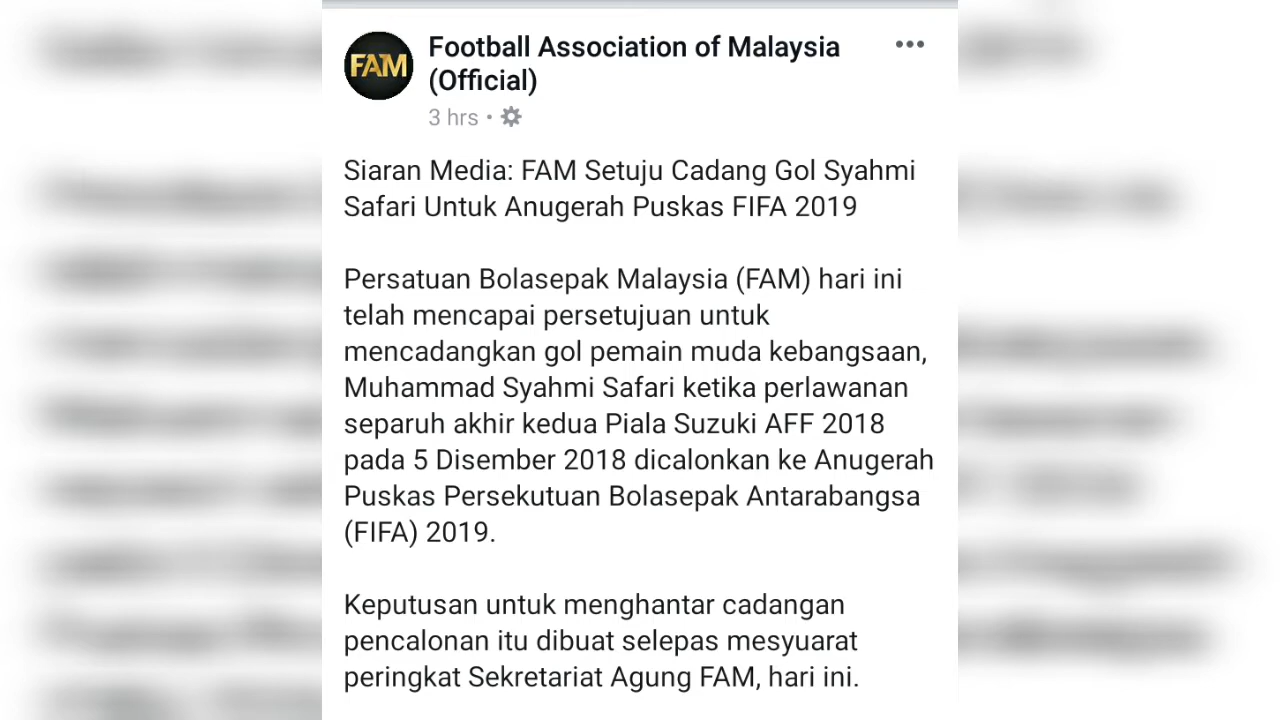 FAM
Football Association of Malaysia
(Official)
3 hrs •
Siaran Media: FAM Setuju Cadang Gol Syahmi
Safari Untuk Anugerah Puskas FIFA 2019
Persatuan Bolasepak Malaysia (FAM) hari ini
telah mencapai persetujuan untuk
mencadangkan gol pemain muda kebangsaan,
Muhammad Syahmi Safari ketika perlawanan
separuh akhir kedua Piala Suzuki AFF 2018
pada 5 Disember 2018 dicalonkan ke Anugerah
Puskas Persekutuan Bolasepak Antarabangsa
(FIFA) 2019.
Keputusan untuk menghantar cadangan
pencalonan itu dibuat selepas mesyuarat
peringkat Sekretariat Agung FAM, hari ini.